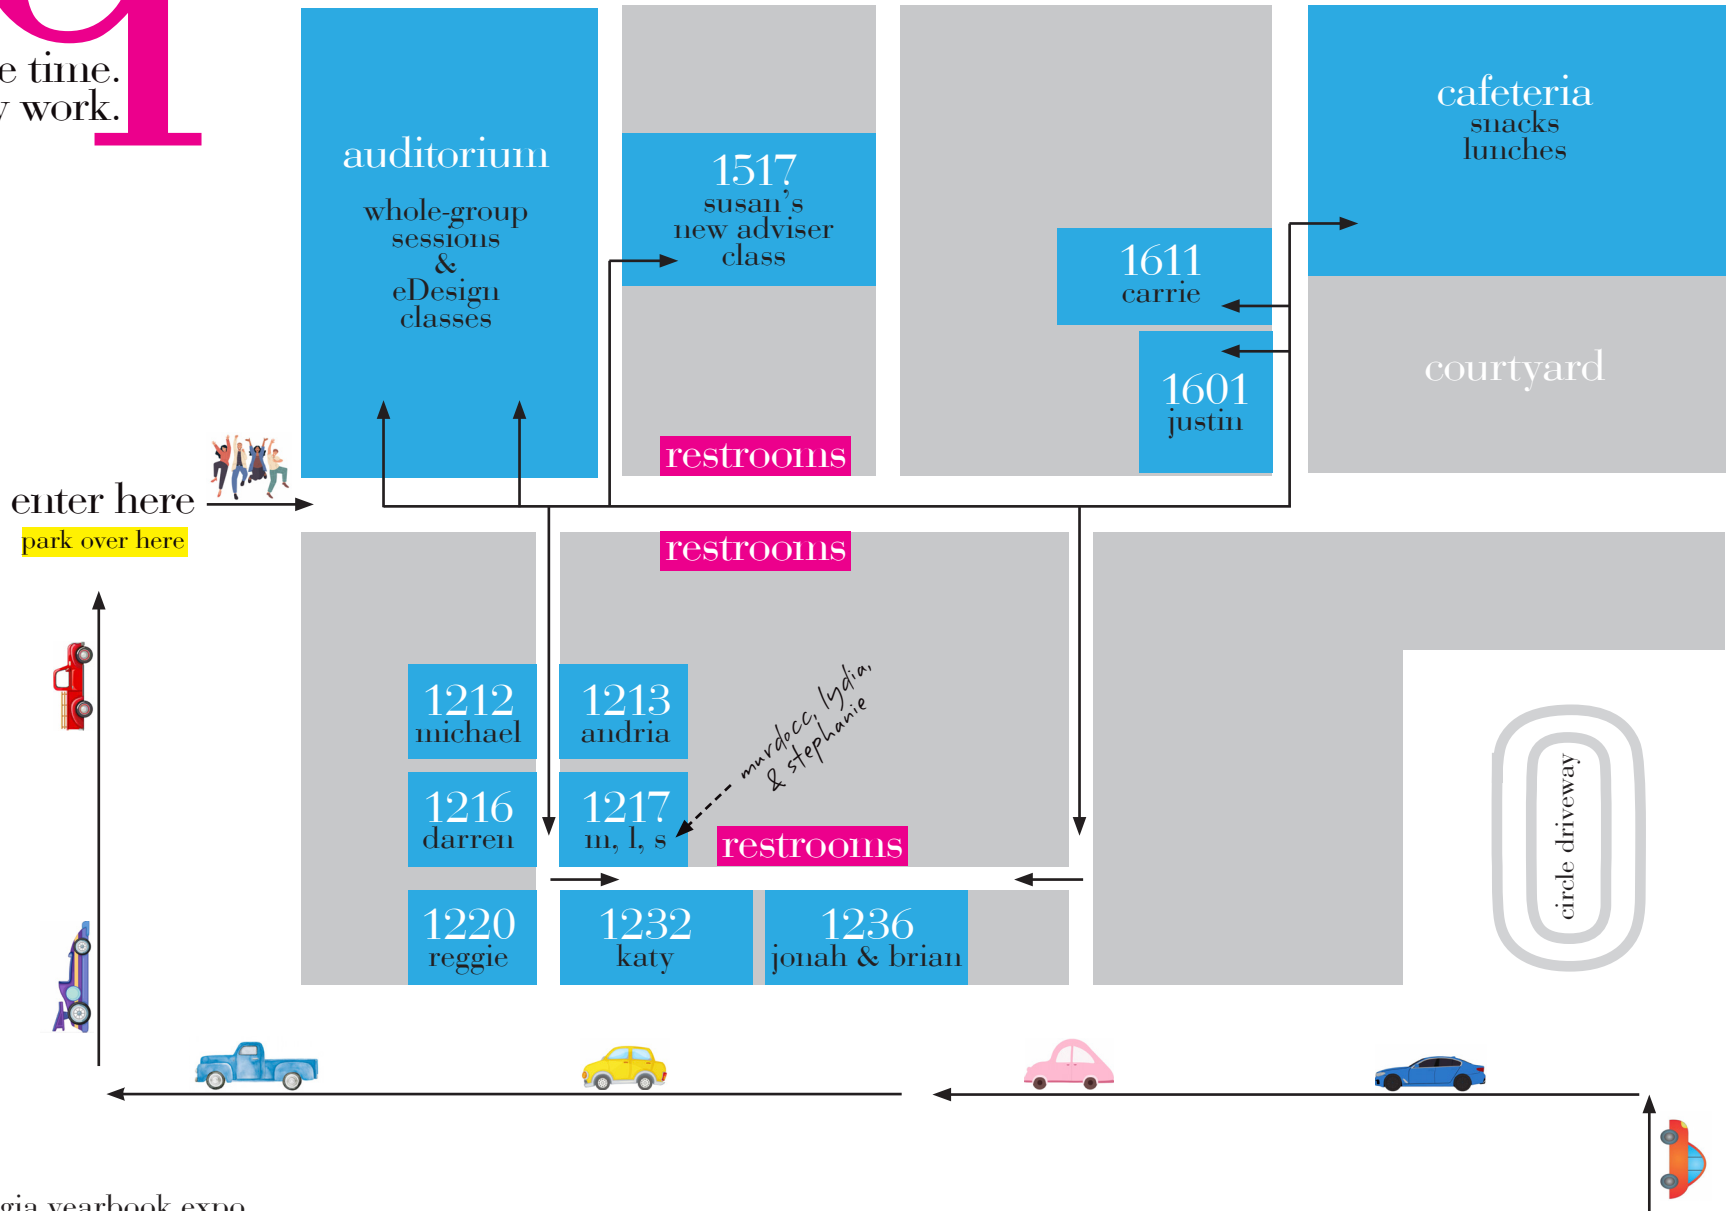 time.
work.
auditorium
whole-group
sessions
&
eDesign
classes
1517
susan's
new adviser
class
cafeteria
snacks
lunches
1611
carrie
1601
justin
courtyard
restrooms
enter here
park over here
restrooms
1212
michael
1213
andria
murdocc, lydia,
& stephanie
1216
darren
1217
m, l, s
restrooms
1220
reggie
1232
katy
1236
jonah & brian
circle driveway
yearbook expo